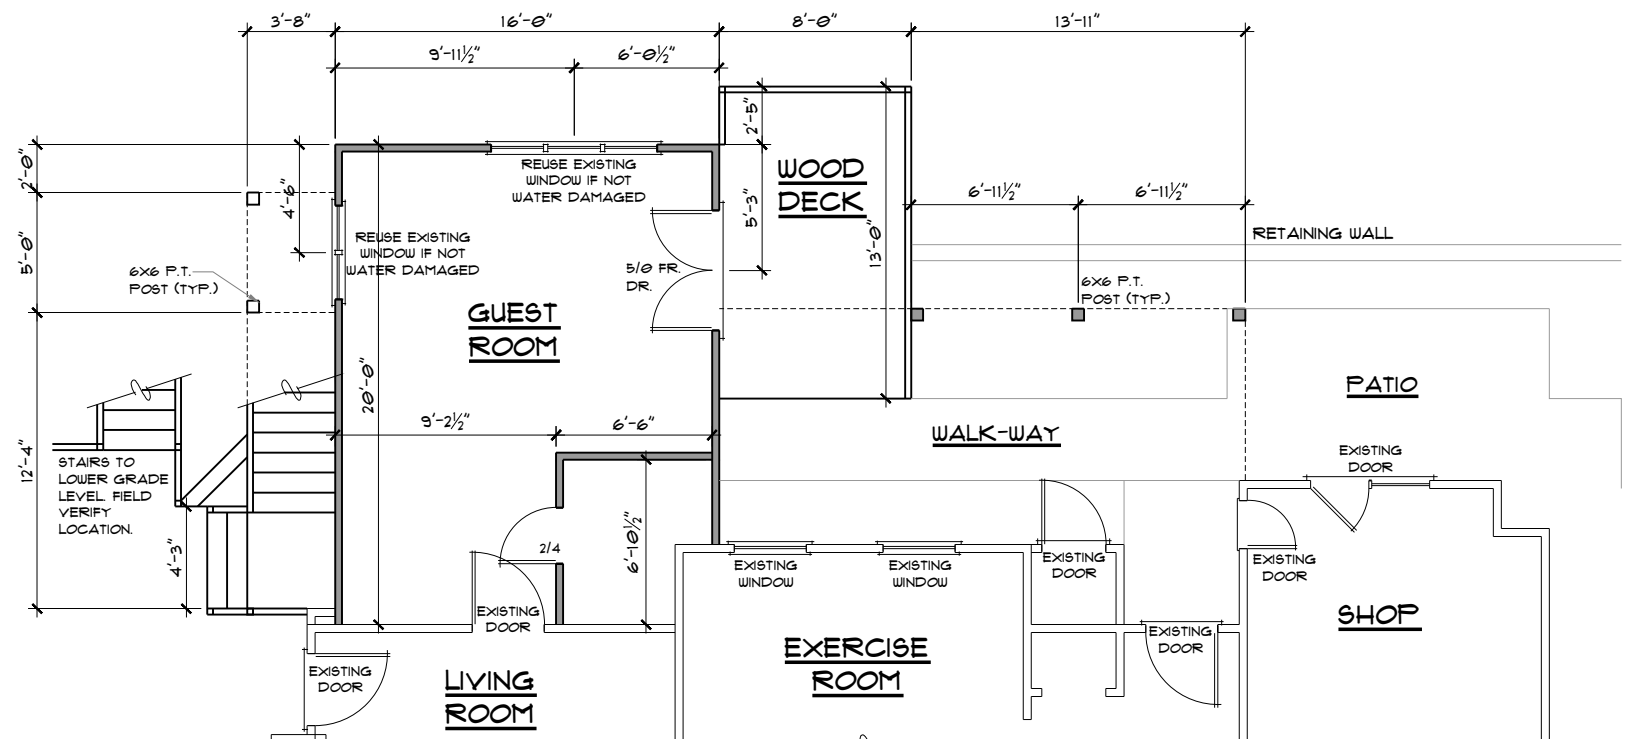 3'-8"
16'-0"
8'-0"
13'-11"
9'-11½"
6'-0½"
2'-5"
2'-0"
REUSE EXISTING
WINDOW IF NOT
WATER DAMAGED
WOOD
DECK
4'-6"
5'-3"
6'-11½"
6'-11½"
RETAINING WALL
REUSE EXISTING
WINDOW IF NOT
WATER DAMAGED
13'-0"
5'-0"
6X6 P.T.
POST (TYP.)
5/0 FR.
DR.
6X6 P.T.
POST (TYP.)
GUEST
ROOM
20'-0"
PATIO
9'-2½"
6'-6"
WALK-WAY
12'-4"
STAIRS TO
LOWER GRADE
LEVEL. FIELD
VERIFY
LOCATION.
EXISTING
DOOR
4'-3"
2/4
6'-10½"
EXISTING
WINDOW
EXISTING
WINDOW
EXISTING
DOOR
EXISTING
DOOR
EXISTING
DOOR
SHOP
EXISTING
DOOR
EXERCISE
ROOM
EXISTING
DOOR
LIVING
ROOM